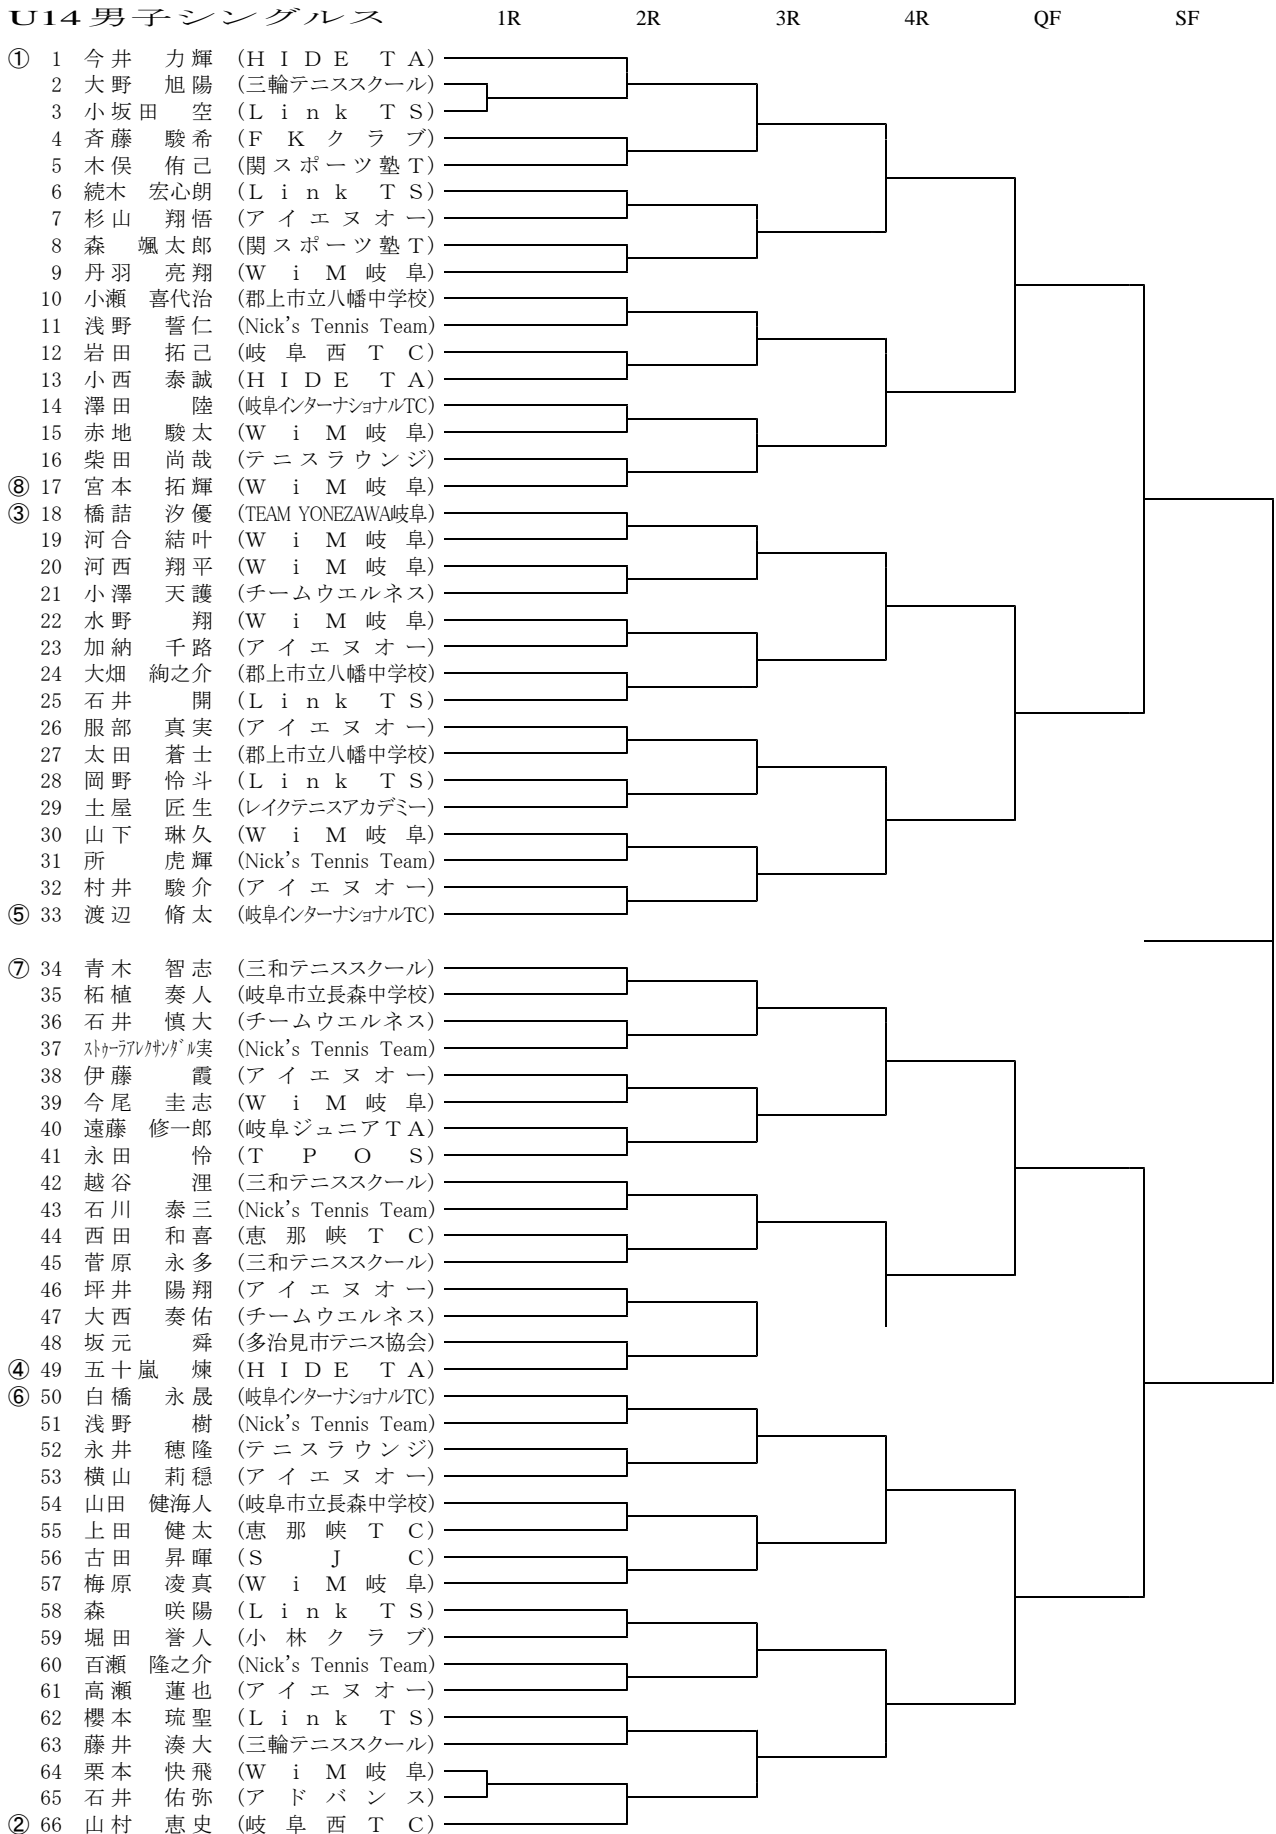 U14男子シングルス 1R 2R 3R 4R QF SF
① 1 今井 力輝 (HIDE TA)
2 大野 旭陽 (三輪テニススクール)
3 小坂田 空 (Link TS)
4 斉藤 駿希 (FKクラブ)
5 木俣 侑己 (関スポーツ塾T)
6 続木 宏心朗 (Link TS)
7 杉山 翔悟 (アイエヌオー)
8 森 颯太郎 (関スポーツ塾T)
9 丹羽 亮翔 (WiM岐阜)
10 小瀬 喜代治 (郡上市立八幡中学校)
11 浅野 誓仁 (Nick's Tennis Team)
12 岩田 拓己 (岐阜西TC)
13 小西 泰誠 (HIDE TA)
14 澤田 陸 (岐阜インターナショナルTC)
15 赤地 駿太 (WiM岐阜)
16 柴田 尚哉 (テニスラウンジ)
⑧ 17 宮本 拓輝 (WiM岐阜)
③ 18 橋詰 汐優 (TEAM YONEZAWA岐阜)
19 河合 結叶 (WiM岐阜)
20 河西 翔平 (WiM岐阜)
21 小澤 天護 (チームウエルネス)
22 水野 翔 (WiM岐阜)
23 加納 千路 (アイエヌオー)
24 大畑 絢之介 (郡上市立八幡中学校)
25 石井 開 (Link TS)
26 服部 真実 (アイエヌオー)
27 太田 蒼士 (郡上市立八幡中学校)
28 岡野 怜斗 (Link TS)
29 土屋 匠生 (レイクテニスアカデミー)
30 山下 琳久 (WiM岐阜)
31 所 虎輝 (Nick's Tennis Team)
32 村井 駿介 (アイエヌオー)
⑤ 33 渡辺 脩太 (岐阜インターナショナルTC)
⑦ 34 青木 智志 (三和テニススクール)
35 柘植 奏人 (岐阜市立長森中学校)
36 石井 慎大 (チームウエルネス)
37 ストゥーラアレクサンダル実 (Nick's Tennis Team)
38 伊藤 霞 (アイエヌオー)
39 今尾 圭志 (WiM岐阜)
40 遠藤 修一郎 (岐阜ジュニアTA)
41 永田 怜 (TPOS)
42 越谷 浬 (三和テニススクール)
43 石川 泰三 (Nick's Tennis Team)
44 西田 和喜 (恵那峡TC)
45 菅原 永多 (三和テニススクール)
46 坪井 陽翔 (アイエヌオー)
47 大西 奏佑 (チームウエルネス)
48 坂元 舜 (多治見市テニス協会)
④ 49 五十嵐 煉 (HIDE TA)
⑥ 50 白橋 永晟 (岐阜インターナショナルTC)
51 浅野 樹 (Nick's Tennis Team)
52 永井 穂隆 (テニスラウンジ)
53 横山 莉穏 (アイエヌオー)
54 山田 健海人 (岐阜市立長森中学校)
55 上田 健太 (恵那峡TC)
56 古田 昇暉 (SJC)
57 梅原 凌真 (WiM岐阜)
58 森 咲陽 (Link TS)
59 堀田 誉人 (小林クラブ)
60 百瀬 隆之介 (Nick's Tennis Team)
61 高瀬 蓮也 (アイエヌオー)
62 櫻本 琉聖 (Link TS)
63 藤井 湊大 (三輪テニススクール)
64 栗本 快飛 (WiM岐阜)
65 石井 佑弥 (アドバンス)
② 66 山村 恵史 (岐阜西TC)